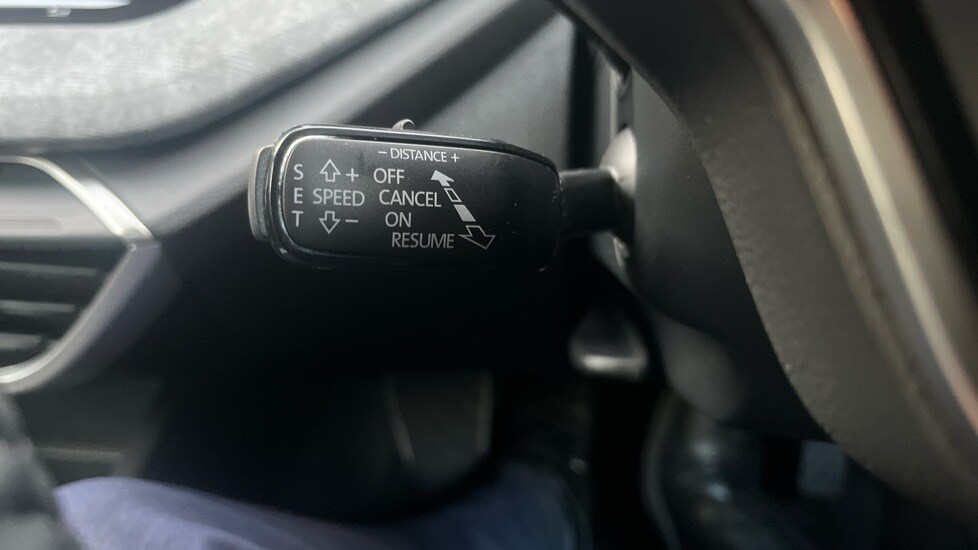 – DISTANCE +
S + OFF
E SPEED CANCEL
T – ON
RESUME